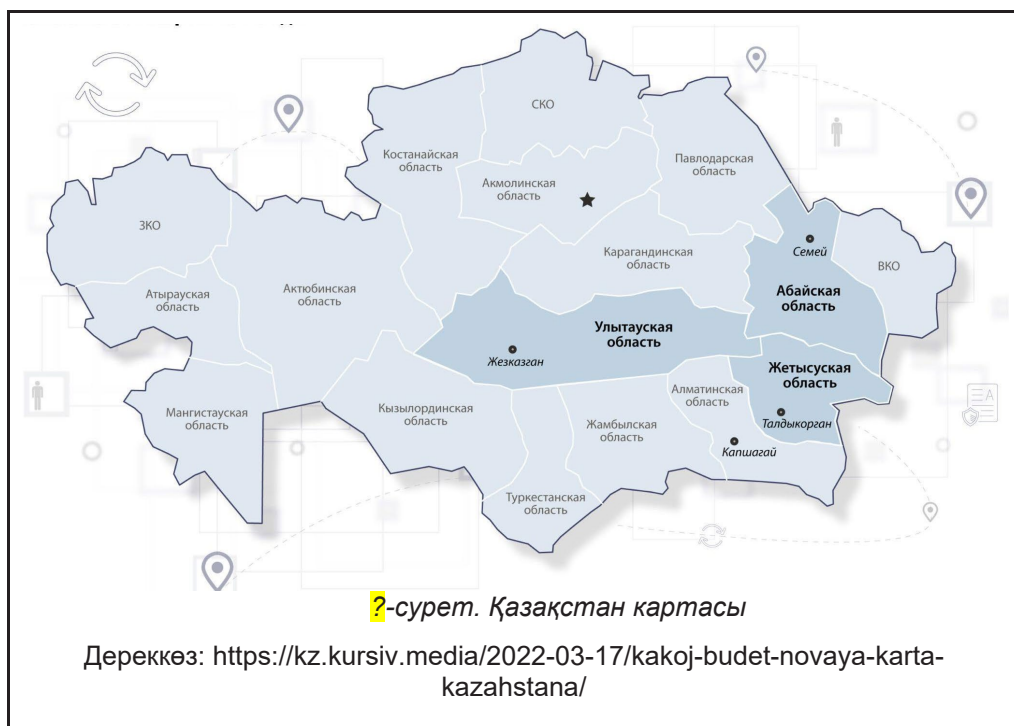 СКО
Костанайская
область
Павлодарская
область
Акмолинская
область
ЗКО
Семей
Карагандинская
область
ВКО
Актюбинская
область
Атырауская
область
Абайская
область
Улытауская
область
Жезказган
Жетысуская
область
Алматинская
область
Мангистауская
область
Кызылординская
область
Жамбылская
область
Талдыкорган
Капшагай
Туркестанская
область
?-сурет. Қазақстан картасы
Дереккөз: https://kz.kursiv.media/2022-03-17/kakoj-budet-novaya-karta-
kazahstana/